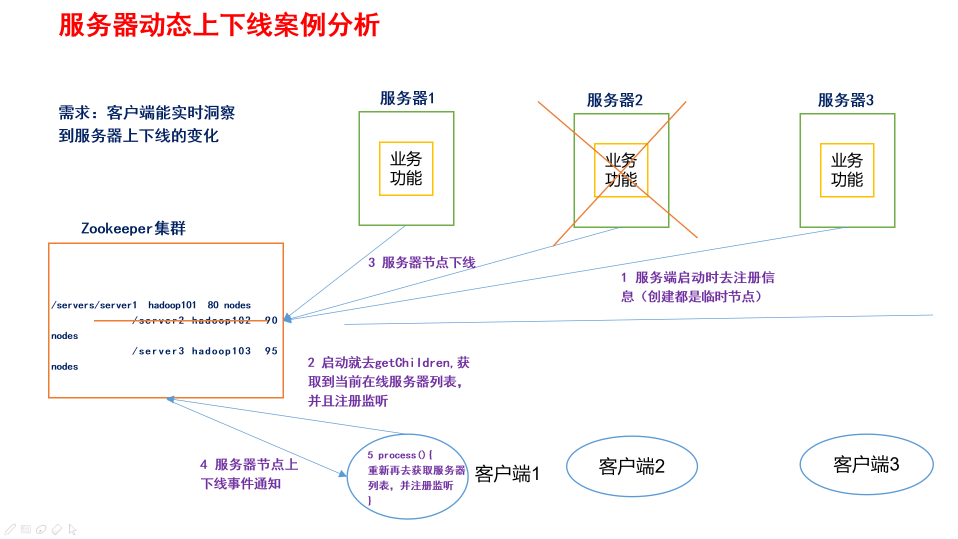 服务器动态上下线案例分析
服务器1
服务器2
服务器3
需求：客户端能实时洞察
到服务器上下线的变化
业务
功能
业务
功能
业务
功能
Zookeeper集群
3 服务器节点下线
1 服务端启动时去注册信
息（创建都是临时节点）
/servers/server1 hadoop101 80 nodes
/server2 hadoop102 90
nodes
/server3 hadoop103 95
nodes
2 启动就去getChildren,获
取到当前在线服务器列表,
并且注册监听
4 服务器节点上
下线事件通知
5 process(){
重新再去获取服务器
列表，并注册监听
}
客户端1
客户端2
客户端3